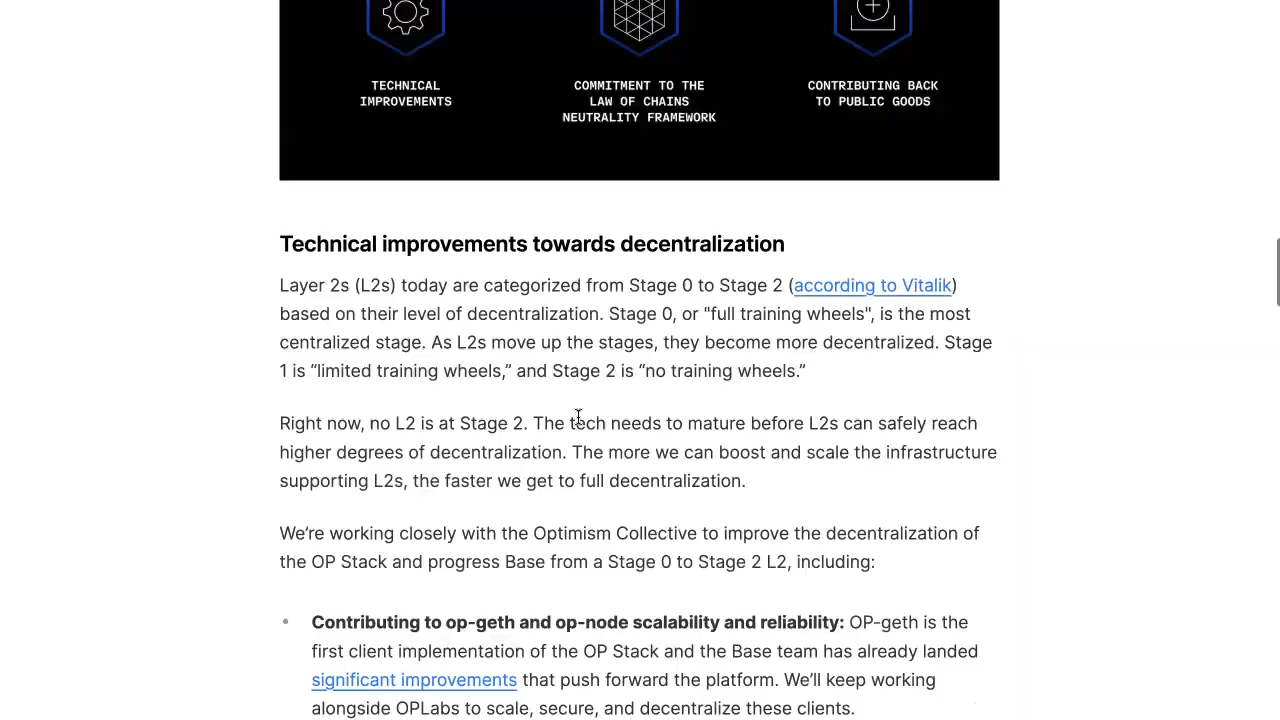 TECHNICAL
IMPROVEMENTS
COMMITMENT TO THE
LAW OF CHAINS
NEUTRALITY FRAMEWORK
CONTRIBUTING BACK
TO PUBLIC GOODS
Technical improvements towards decentralization
Layer 2s (L2s) today are categorized from Stage 0 to Stage 2 (according to Vitalik)
based on their level of decentralization. Stage 0, or "full training wheels", is the most
centralized stage. As L2s move up the stages, they become more decentralized. Stage
1 is “limited training wheels,” and Stage 2 is “no training wheels.”
Right now, no L2 is at Stage 2. The tech needs to mature before L2s can safely reach
higher degrees of decentralization. The more we can boost and scale the infrastructure
supporting L2s, the faster we get to full decentralization.
We’re working closely with the Optimism Collective to improve the decentralization of
the OP Stack and progress Base from a Stage 0 to Stage 2 L2, including:
• Contributing to op-geth and op-node scalability and reliability: OP-geth is the
first client implementation of the OP Stack and the Base team has already landed
significant improvements that push forward the platform. We’ll keep working
alongside OPLabs to scale, secure, and decentralize these clients.